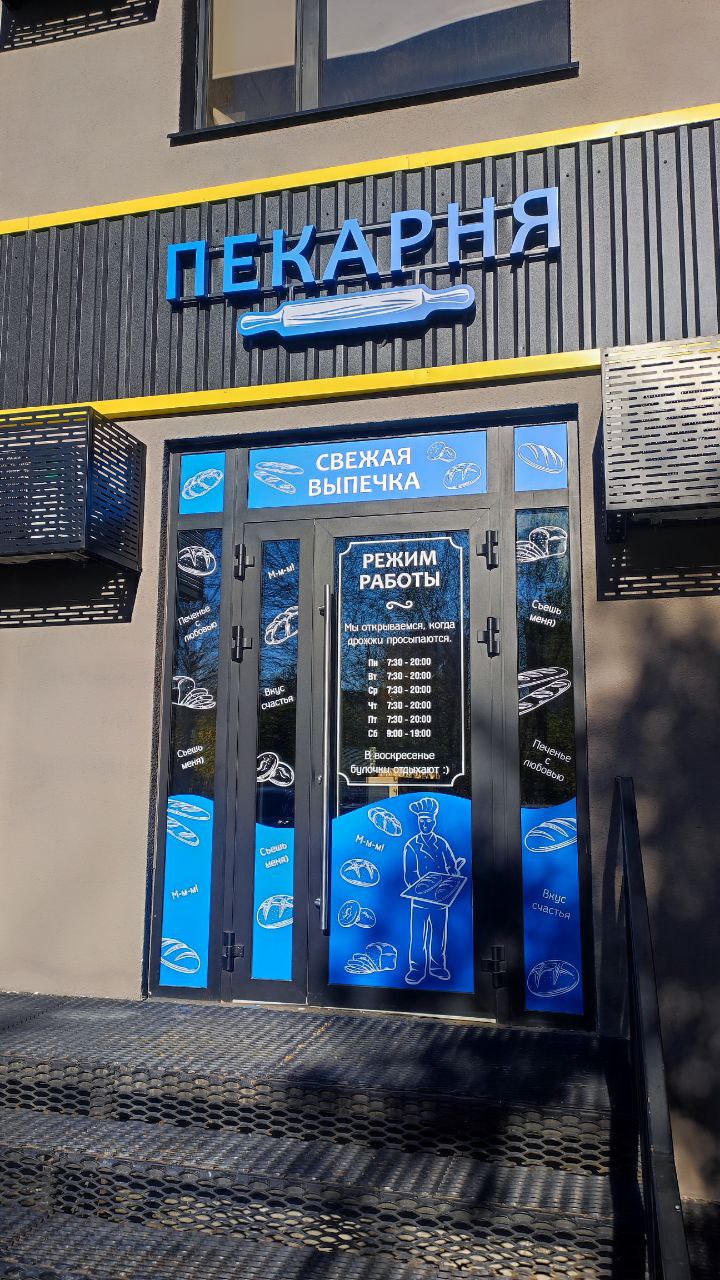 ПЕКАРНЯ
СВЕЖАЯ
ВЫПЕЧКА
РЕЖИМ
РАБОТЫ
Мы открываемся, когда
дрожжи просыпаются.
Пн 7:30 - 20:00
Вт 7:30 - 20:00
Ср 7:30 - 20:00
Чт 7:30 - 20:00
Пт 7:30 - 20:00
Сб 9:00 - 19:00
В воскресенье
булочки отдыхают :)
М-м-м!
Печенье
с
любовью
Съешь
меня)
М-м-м!
М-м-м!
Вкус
счастья
Съешь
меня)
Съешь
меня)
Печенье
с
любовью
Вкус
счастья